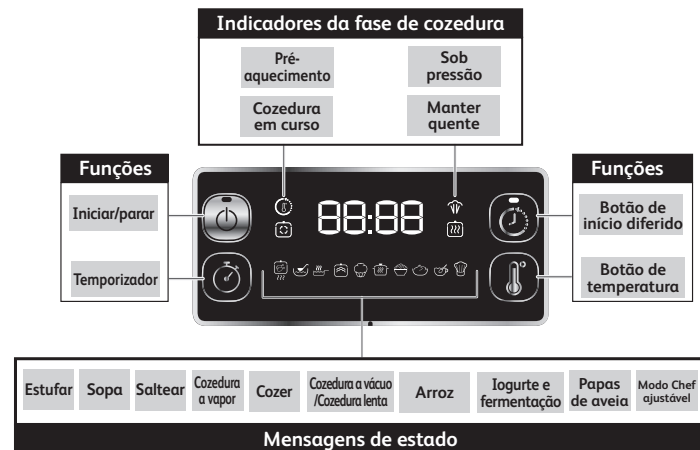 Indicadores da fase de cozedura
Pré-
aquecimento
Sob
pressão
Cozedura
em curso
Manter
quente
Funções
Iniciar/parar
Temporizador
88:88
Funções
Botão de
início diferido
Botão de
temperatura
Estufar
Sopa
Saltear
Cozedura
a vapor
Cozer
Cozedura a vácuo
/Cozedura lenta
Arroz
Iogurte e
fermentação
Papas
de aveia
Modo Chef
ajustável
Mensagens de estado